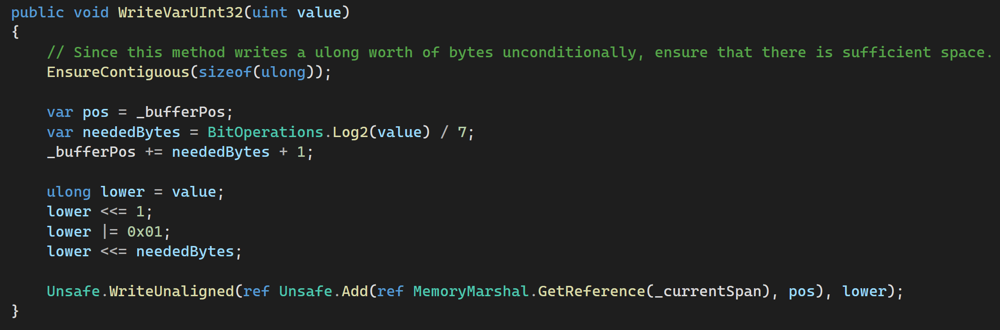 public void WriteVarUInt32(uint value)
{
    // Since this method writes a ulong worth of bytes unconditionally, ensure that there is sufficient space.
    EnsureContiguous(sizeof(ulong));

    var pos = _bufferPos;
    var neededBytes = BitOperations.Log2(value) / 7;
    _bufferPos += neededBytes + 1;

    ulong lower = value;
    lower <<= 1;
    lower |= 0x01;
    lower <<= neededBytes;

    Unsafe.WriteUnaligned(ref Unsafe.Add(ref MemoryMarshal.GetReference(_currentSpan), pos), lower);
}